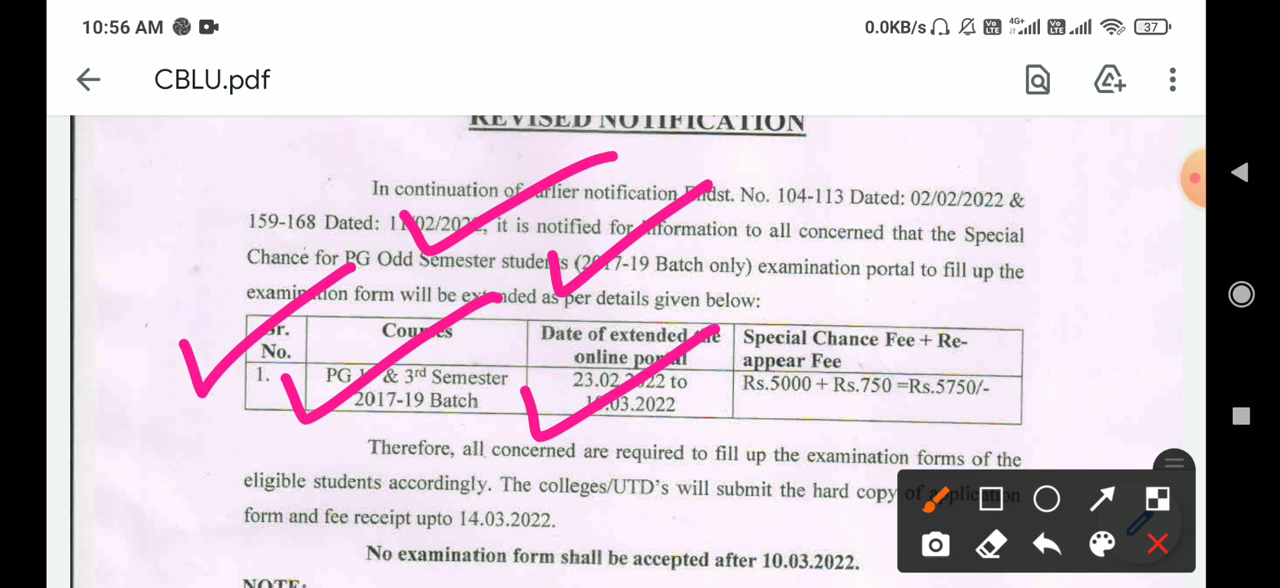 10:56 AM
0.0KB/s 4G+ 37
CBLU.pdf
REVISED NOTIFICATION
In continuation of earlier notification Endst. No. 104-113 Dated: 02/02/2022 &
159-168 Dated: 11/02/2022, it is notified for information to all concerned that the Special
Chance for PG Odd Semester students (2017-19 Batch only) examination portal to fill up the
examination form will be extended as per details given below:
Sr. No. Courses Date of extended the online portal Special Chance Fee + Re-appear Fee
1. PG & 3rd Semester 2017-19 Batch 23.02.2022 to .03.2022 Rs.5000 + Rs.750 =Rs.5750/-
Therefore, all concerned are required to fill up the examination forms of the
eligible students accordingly. The colleges/UTD's will submit the hard copy of application
form and fee receipt upto 14.03.2022.
No examination form shall be accepted after 10.03.2022.
NOTE: